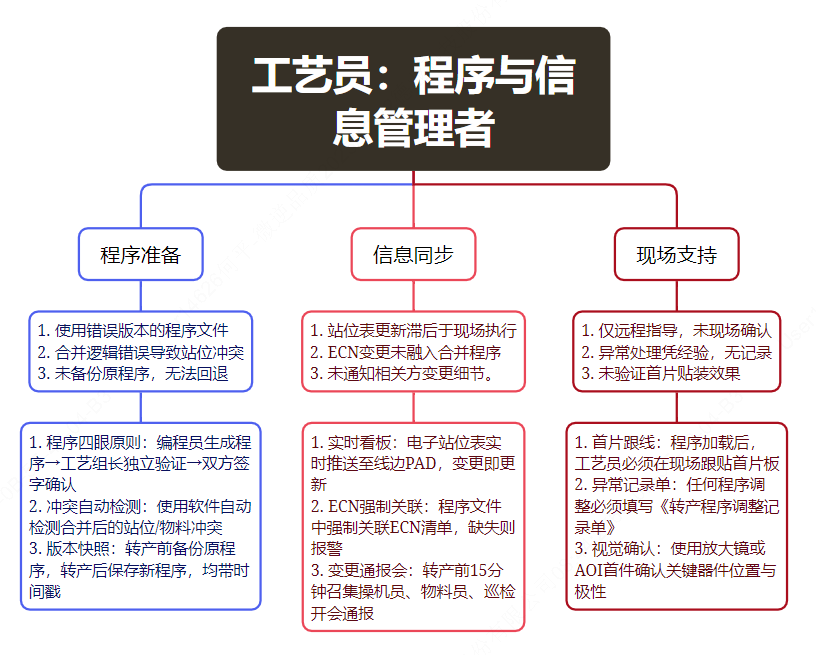 工艺员：程序与信
息管理者
程序准备
信息同步
现场支持
1. 使用错误版本的程序文件
2. 合并逻辑错误导致站位冲突
3. 未备份原程序，无法回退
1. 站位表更新滞后于现场执行
2. ECN变更未融入合并程序
3. 未通知相关方变更细节。
1. 仅远程指导，未现场确认
2. 异常处理凭经验，无记录
3. 未验证首片贴装效果
1. 程序四眼原则：编程员生成程
序→工艺组长独立验证→双方签
字确认
2. 冲突自动检测：使用软件自动
检测合并后的站位/物料冲突
3. 版本快照：转产前备份原程
序，转产后保存新程序，均带时
间戳
1. 实时看板：电子站位表实
时推送至线边PAD，变更即更
新
2. ECN强制关联：程序文件
中强制关联ECN清单，缺失则
报警
3. 变更通报会：转产前15分
钟召集操机员、物料员、巡检
开会通报
1. 首片跟线：程序加载后，
工艺员必须在现场跟贴首片板
2. 异常记录单：任何程序调
整必须填写《转产程序调整记
录单》
3. 视觉确认：使用放大镜或
AOI首件确认关键器件位置与
极性